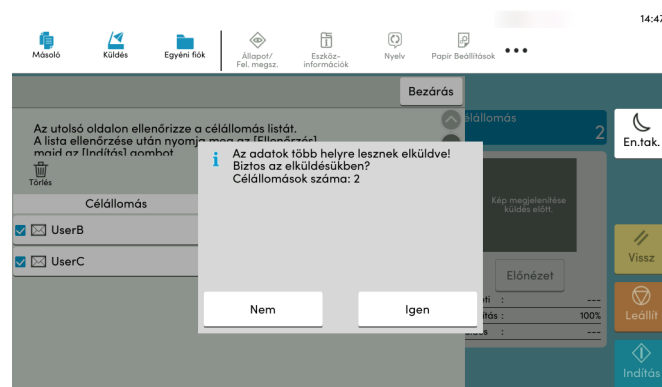 14:47
Másoló
Küldés
Egyéni fiók
Állapot/
Fel. megsz.
Eszköz-
információk
Nyelv
Papír Beállítások
Bezárás
Az utolsó oldalon ellenőrizze a célállomás listát.
A lista ellenőrzése után nyomja meg az [Ellenőrzés]
majd az [Indítás] gombot
Törlés
Célállomás
UserB
UserC
Az adatok több helyre lesznek elküldve!
Biztos az elküldésükben?
Célállomások száma: 2
Nem
Igen
élállomás
2
Kép megjelenítése
küldés előtt.
Előnézet
:
---
: 100%
: ---
En.tak.
Vissz
Leállít
Indítás